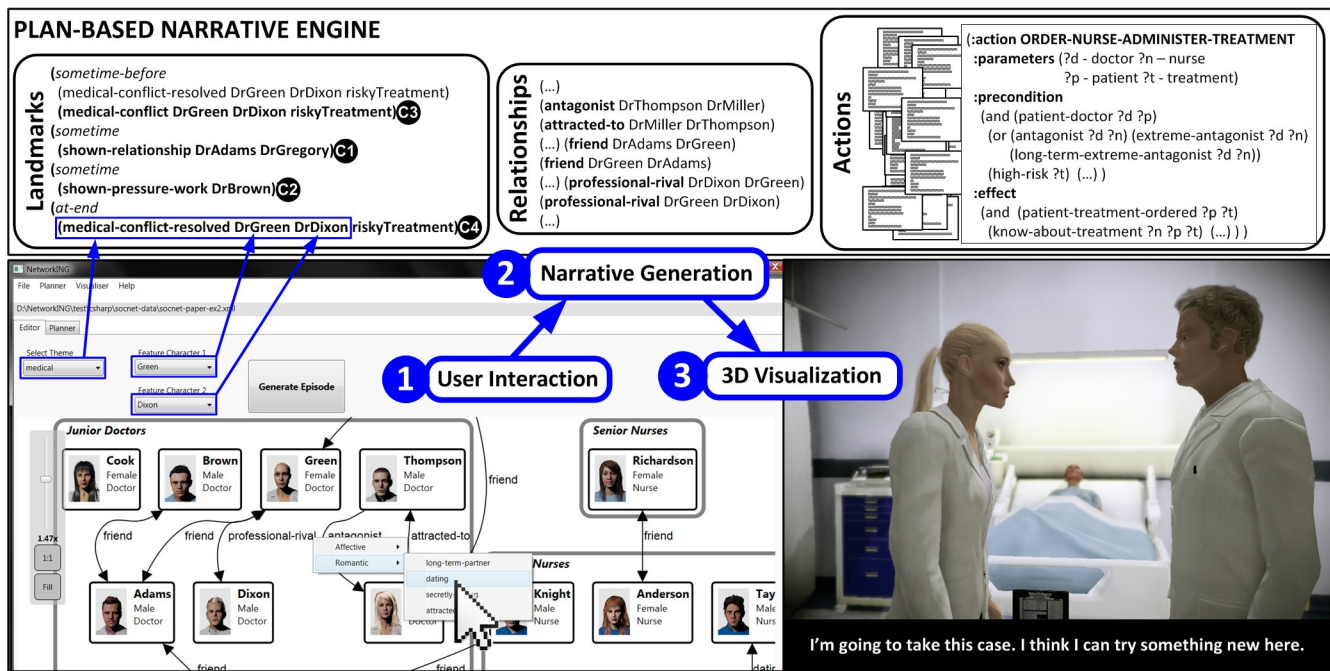 PLAN-BASED NARRATIVE ENGINE
Landmarks
(sometime-before
(medical-conflict-resolved DrGreen DrDixon riskyTreatment)
(medical-conflict DrGreen DrDixon riskyTreatment) C3
(sometime
(shown-relationship DrAdams DrGregory) C1
(sometime
(shown-pressure-work DrBrown) C2
(at-end
(medical-conflict-resolved DrGreen DrDixon riskyTreatment) C4
Relationships
(...)
(antagonist DrThompson DrMiller)
(attracted-to DrMiller DrThompson)
(...) (friend DrAdams DrGreen)
(friend DrGreen DrAdams)
(...) (professional-rival DrDixon DrGreen)
(professional-rival DrGreen DrDixon)
(...)
Actions
(:action ORDER-NURSE-ADMINISTER-TREATMENT
:parameters (?d - doctor ?n – nurse
?p - patient ?t - treatment)
:precondition
(and (patient-doctor ?d ?p)
(or (antagonist ?d ?n) (extreme-antagonist ?d ?n)
(long-term-extreme-antagonist ?d ?n))
(high-risk ?t) (...) )
:effect
(and (patient-treatment-ordered ?p ?t)
(know-about-treatment ?n ?p ?t) (...) ) )
NetworkING
File Planner Visualiser Help
Editor Planner
Select Theme
medical
Feature Character 1
Green
Feature Character 2
Dixon
Generate Episode
1 User Interaction
2 Narrative Generation
3 3D Visualization
Junior Doctors
Cook
Female
Doctor
Brown
Male
Doctor
Green
Female
Doctor
Thompson
Male
Doctor
friend
Senior Nurses
Richardson
Female
Nurse
1.47x
1:1
Fill
friend
friend
professional-rival
antagonist
attracted-to
friend
Affective
Romantic
long-term-partner
dating
Nurses
Adams
Male
Doctor
Dixon
Male
Doctor
Doctor
Knight
Male
Nurse
Anderson
Female
Nurse
Male
friend
friend
I'm going to take this case. I think I can try something new here.